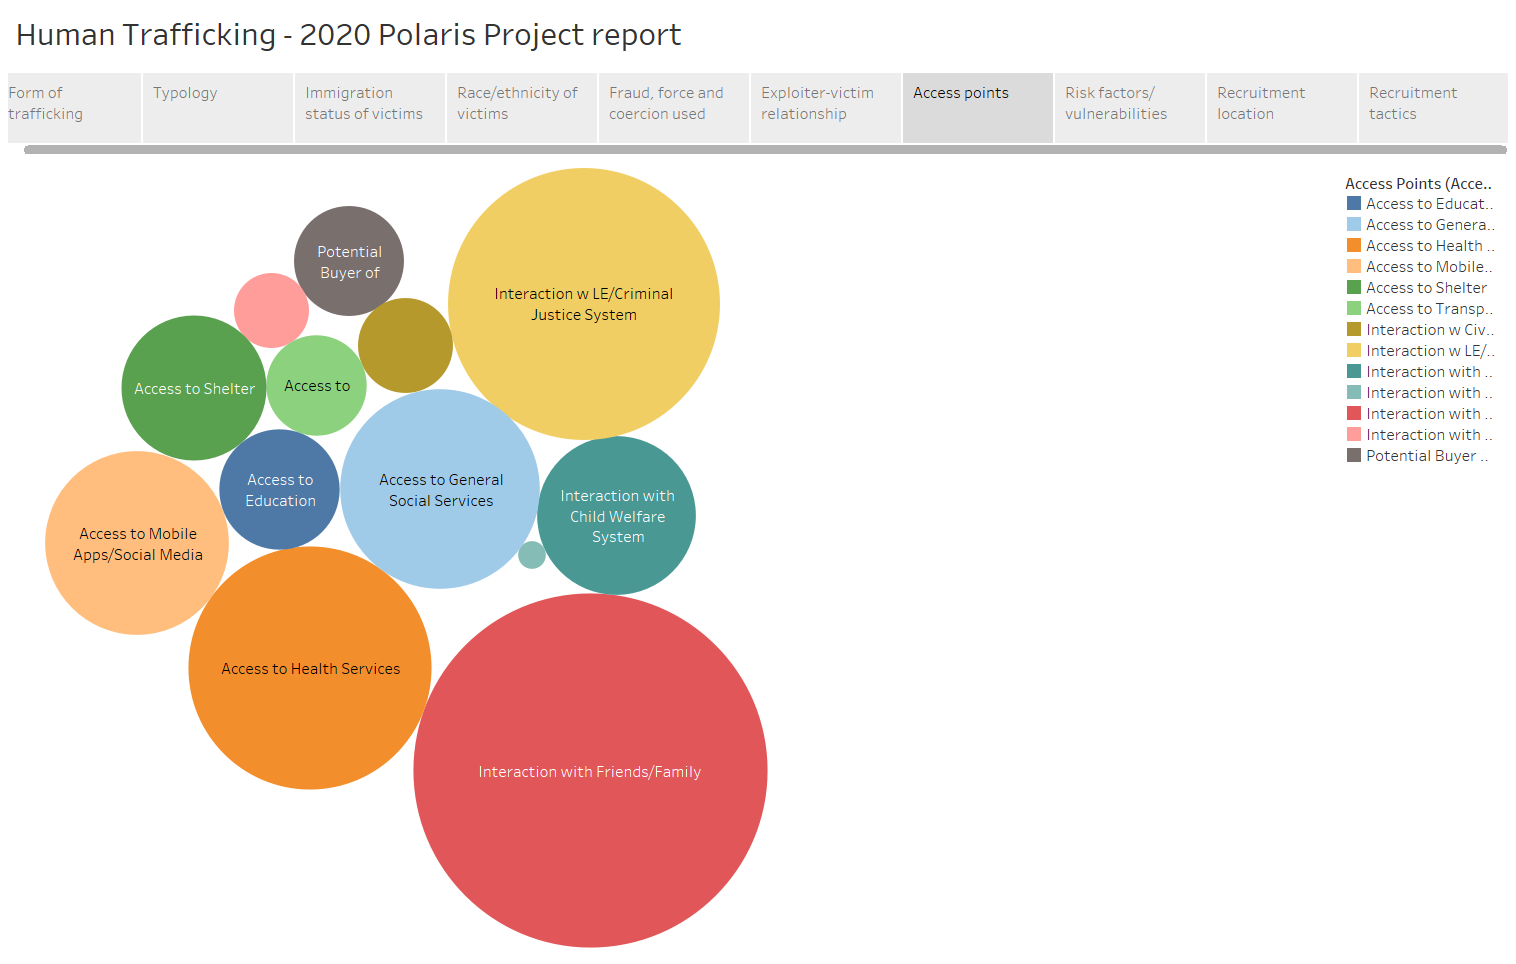 Human Trafficking - 2020 Polaris Project report
Form of
trafficking
Typology
Immigration
status of victims
Race/ethnicity of
victims
Fraud, force and
coercion used
Exploiter-victim
relationship
Access points
Risk factors/
vulnerabilities
Recruitment
location
Recruitment
tactics
Potential
Buyer of
Interaction w LE/Criminal
Justice System
Access to Shelter
Access to
Access to
Education
Access to General
Social Services
Interaction with
Child Welfare
System
Access to Mobile
Apps/Social Media
Access to Health Services
Interaction with Friends/Family
Access Points (Acce..
Access to Educat..
Access to Genera..
Access to Health ..
Access to Mobile..
Access to Shelter
Access to Transp..
Interaction w Civ..
Interaction w LE/..
Interaction with ..
Interaction with ..
Interaction with ..
Interaction with ..
Potential Buyer ..